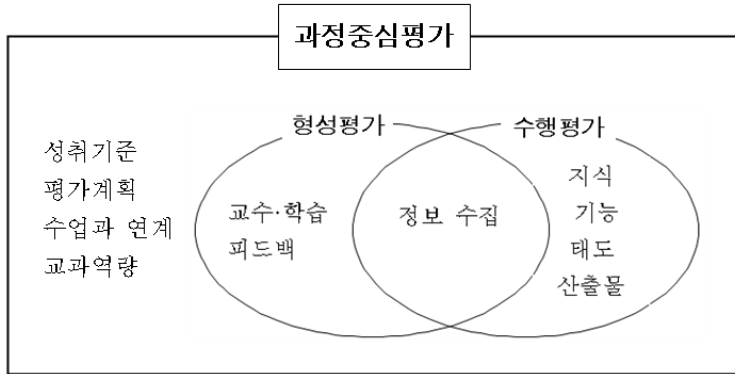 과정중심평가
형성평가
수행평가
성취기준
평가계획
수업과 연계
교과역량
교수·학습
피드백
정보 수집
지식
기능
태도
산출물